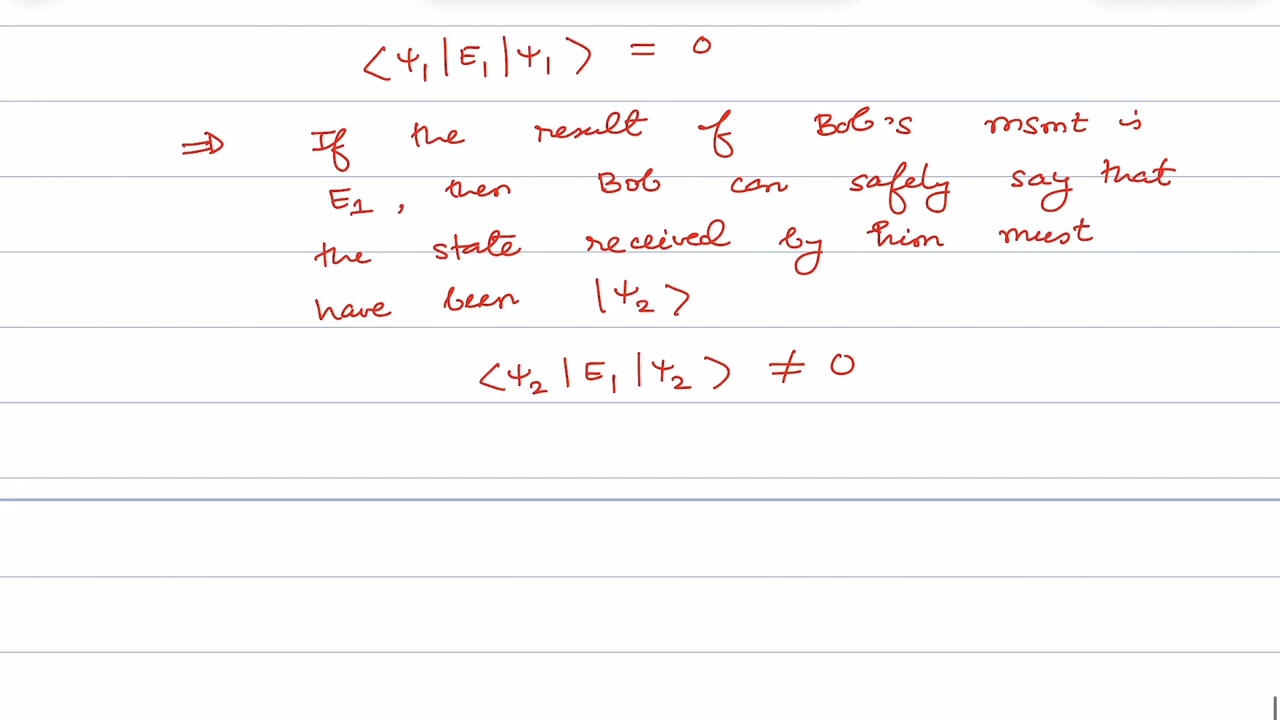 ⟨Ψ₁|E₁|Ψ₁⟩ = 0
⇒ If the result of Bob's msmt is
E₁, then Bob can safely say that
the state received by him must
have been |Ψ₂⟩
⟨Ψ₂|E₁|Ψ₂⟩ ≠ 0